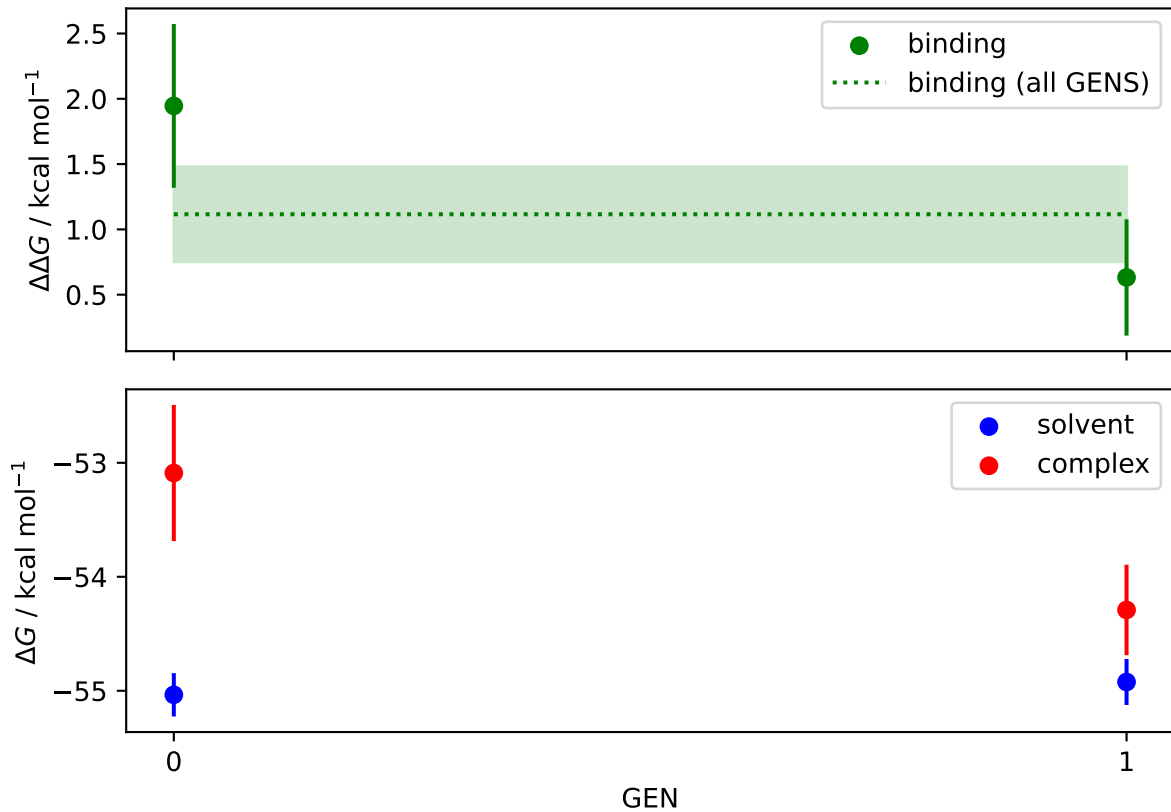 2.5
2.0
1.5
1.0
0.5
ΔΔG / kcal mol⁻¹
binding
binding (all GENS)
−53
−54
−55
ΔG / kcal mol⁻¹
solvent
complex
0 1
GEN